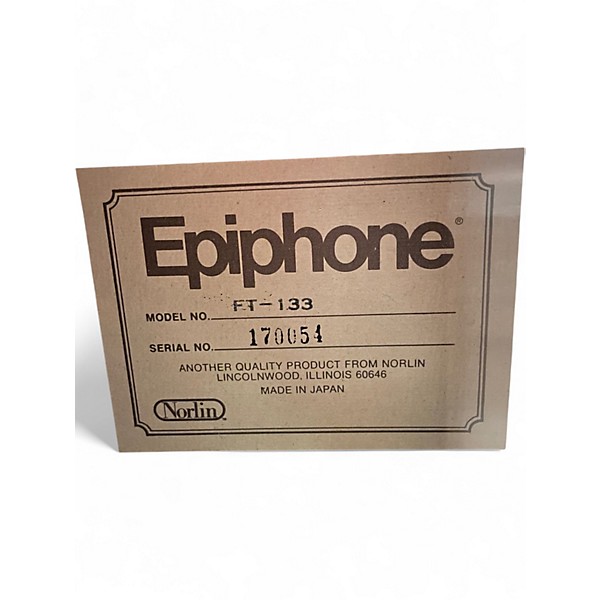 Epiphone®
MODEL NO. FT-133
SERIAL NO. 170054
ANOTHER QUALITY PRODUCT FROM NORLIN
LINCOLNWOOD, ILLINOIS 60646
MADE IN JAPAN
Norlin™